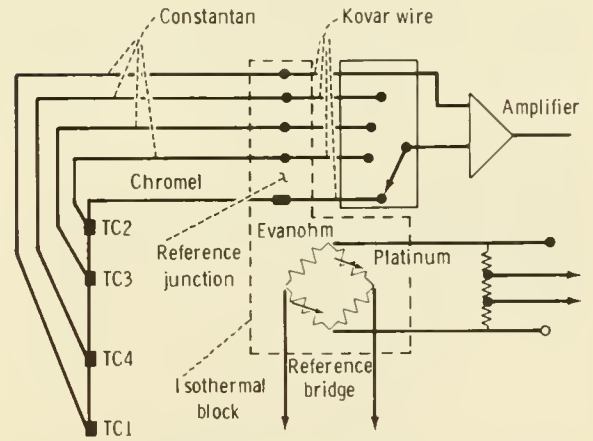 Constantan
Kovar wire
Amplifier
Chromel
TC2
Reference
junction
Evanohm
Platinum
TC3
Isothermal
block
Reference
bridge
TC4
TC1